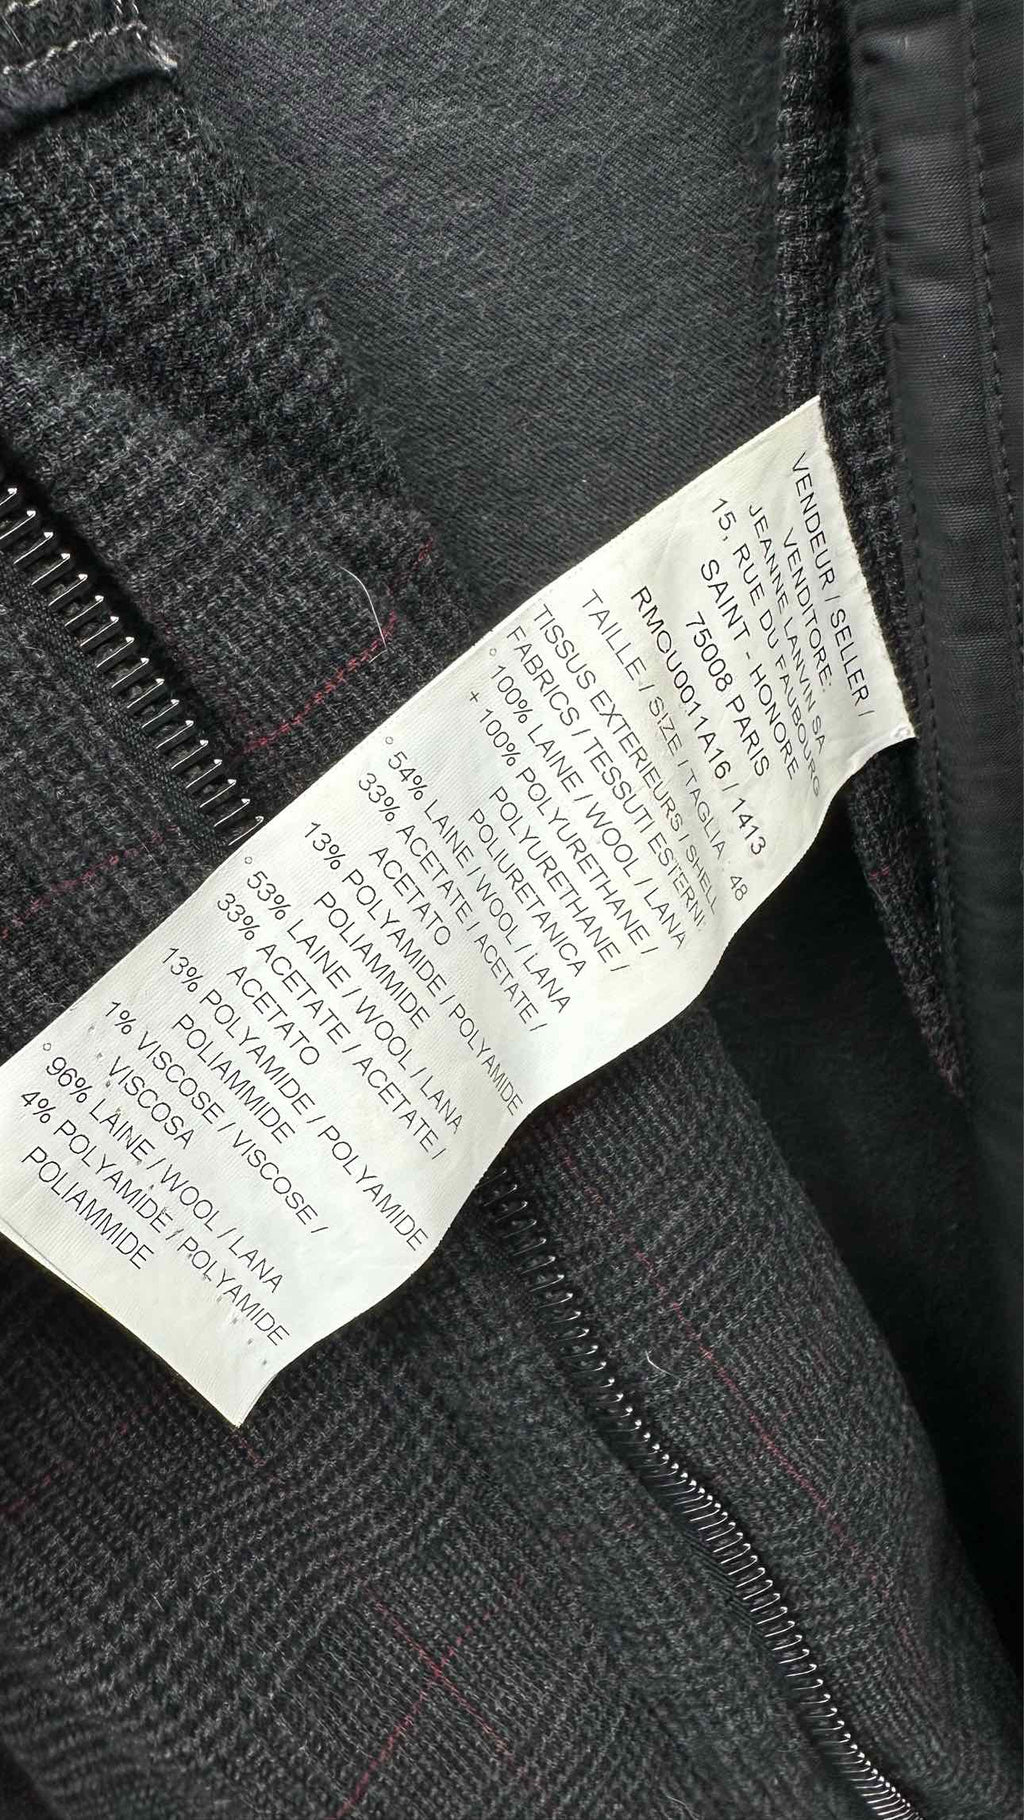 VENDEUR / SELLER /
VENDITORE:
JEANNE LANVIN SA
15, RUE DU FAUBOURG
SAINT - HONORE
75008 PARIS
RMOU0011A16 / 1413
TAILLE / SIZE / TAGLIA : 48
TISSUS EXTERIEURS / SHELL
FABRICS / TESSUTI ESTERNI:
◦ 100% LAINE / WOOL / LANA
+ 100% POLYURETHANE /
POLYURETHANE /
POLIURETANICA
◦ 54% LAINE / WOOL / LANA
33% ACETATE / ACETATE /
ACETATO
13% POLYAMIDE / POLYAMIDE
POLIAMMIDE
◦ 53% LAINE / WOOL / LANA
33% ACETATE / ACETATE /
ACETATO
13% POLYAMIDE / POLYAMIDE
POLIAMMIDE
1% VISCOSE / VISCOSE /
VISCOSA
◦ 96% LAINE / WOOL / LANA
4% POLYAMIDE / POLYAMIDE
POLIAMMIDE